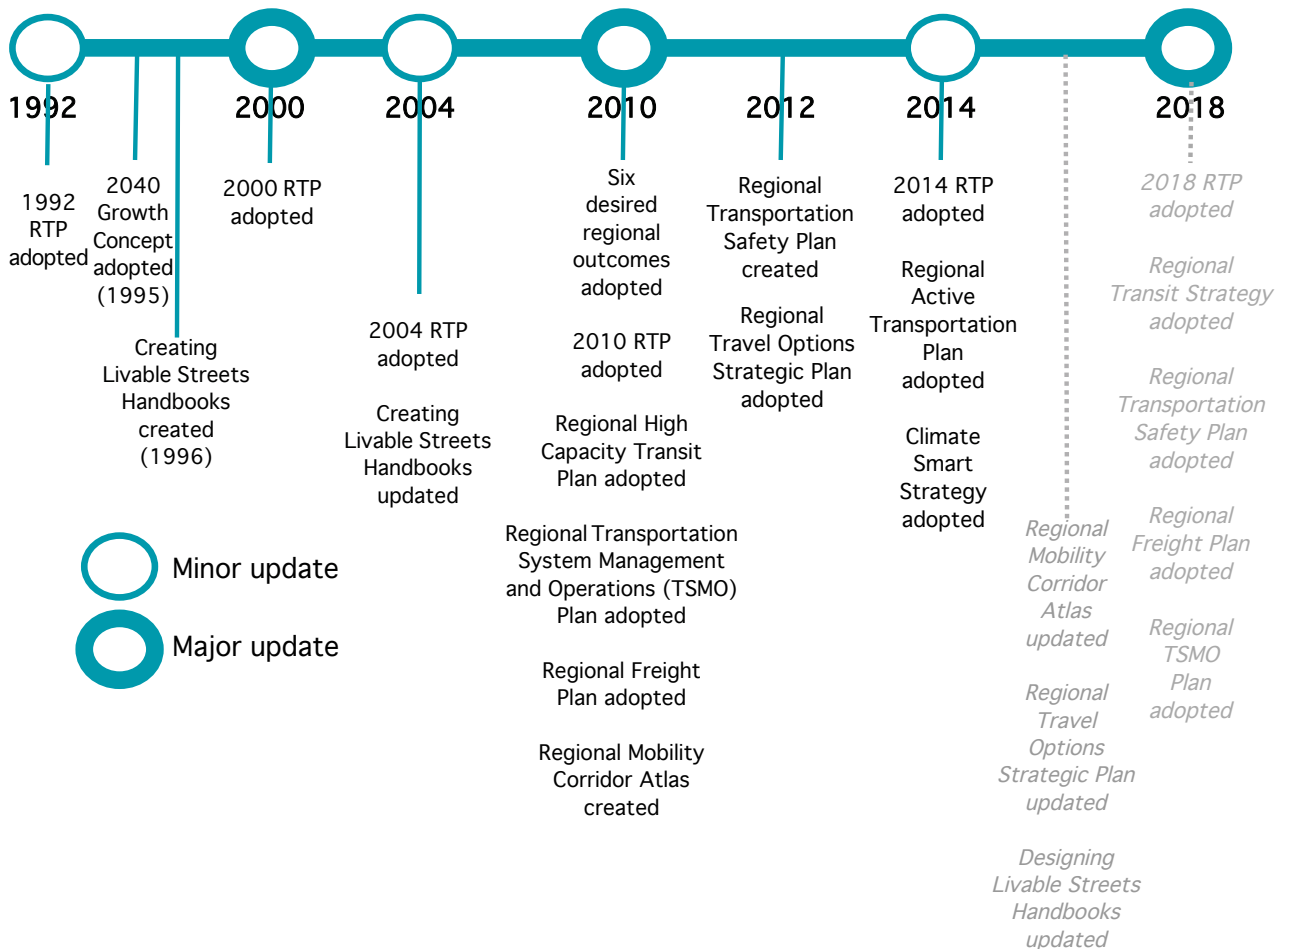 1992
2000
2004
2010
2012
2014
2018
1992
RTP
adopted
2040
Growth
Concept
adopted
(1995)
Creating
Livable Streets
Handbooks
created
(1996)
2000 RTP
adopted
2004 RTP
adopted
Creating
Livable Streets
Handbooks
updated
Six
desired
regional
outcomes
adopted
2010 RTP
adopted
Regional High
Capacity Transit
Plan adopted
Regional Transportation
System Management
and Operations (TSMO)
Plan adopted
Regional Freight
Plan adopted
Regional Mobility
Corridor Atlas
created
Regional
Transportation
Safety Plan
created
Regional
Travel Options
Strategic Plan
adopted
2014 RTP
adopted
Regional
Active
Transportation
Plan
adopted
Climate
Smart
Strategy
adopted
Regional
Mobility
Corridor
Atlas
updated
Regional
Travel
Options
Strategic Plan
updated
Designing
Livable Streets
Handbooks
updated
2018 RTP
adopted
Regional
Transit Strategy
adopted
Regional
Transportation
Safety Plan
adopted
Regional
Freight Plan
adopted
Regional
TSMO
Plan
adopted
Minor update
Major update